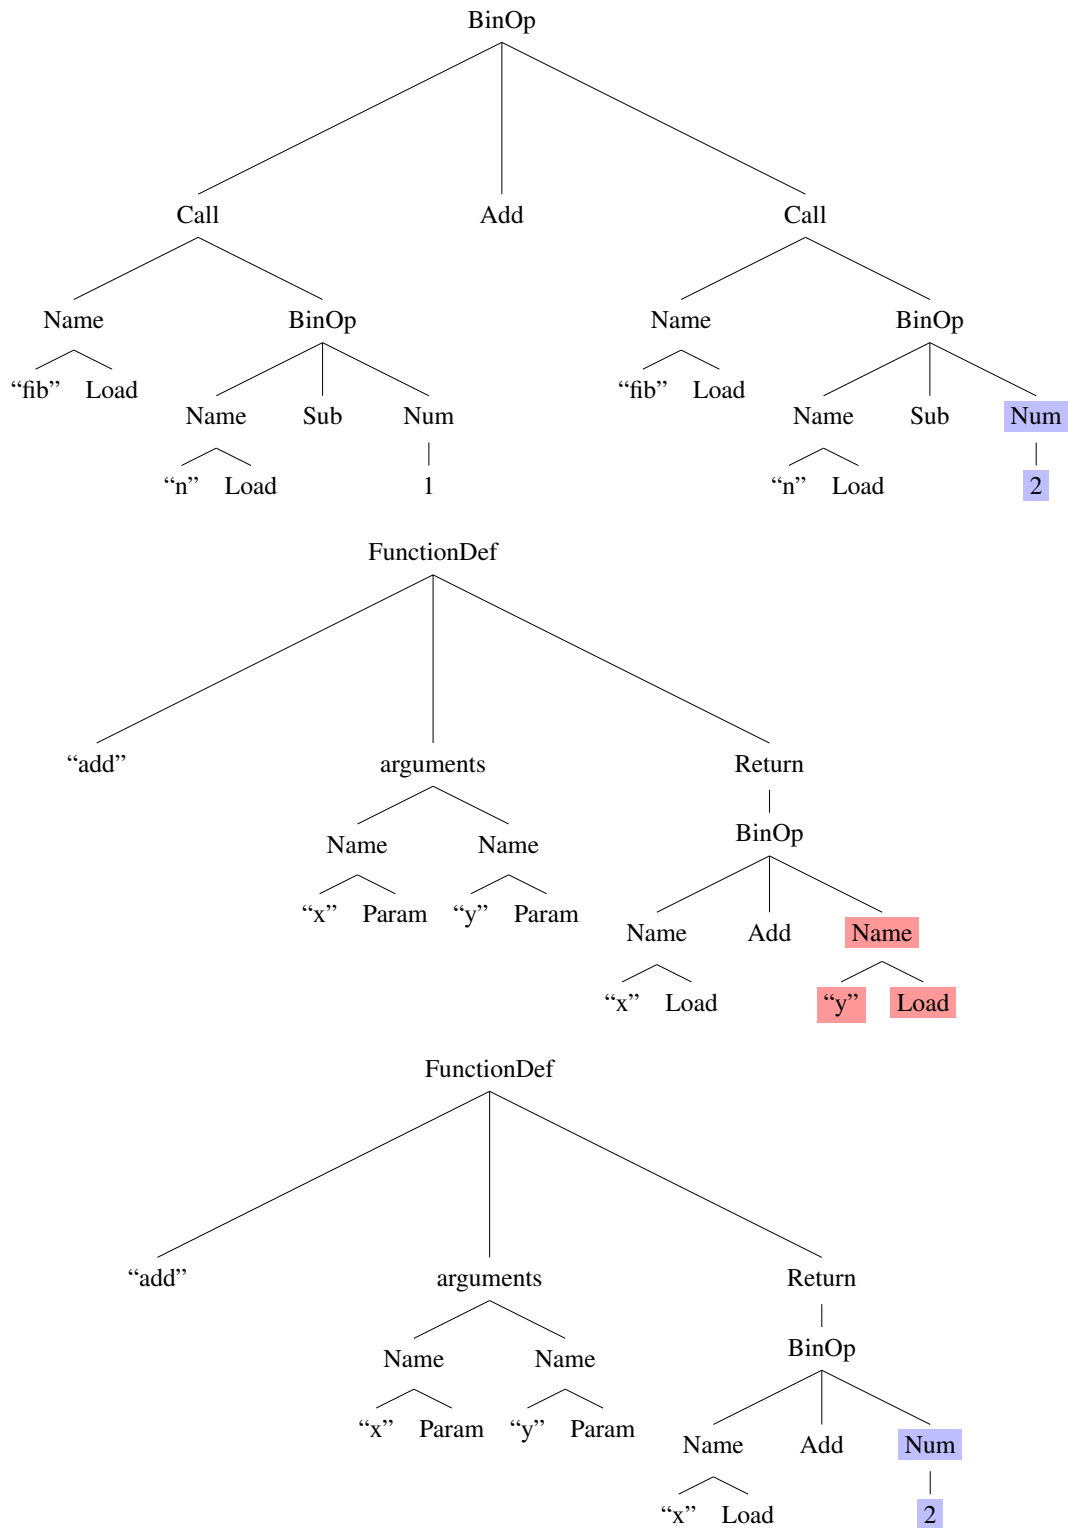 BinOp
Call Add Call
Name BinOp Name BinOp
“fib” Load “fib” Load
Name Sub Num Name Sub Num
“n” Load 1 “n” Load 2
FunctionDef
“add” arguments Return
Name Name BinOp
“x” Param “y” Param
Name Add Name
“x” Load “y” Load
FunctionDef
“add” arguments Return
Name Name BinOp
“x” Param “y” Param
Name Add Num
“x” Load 2